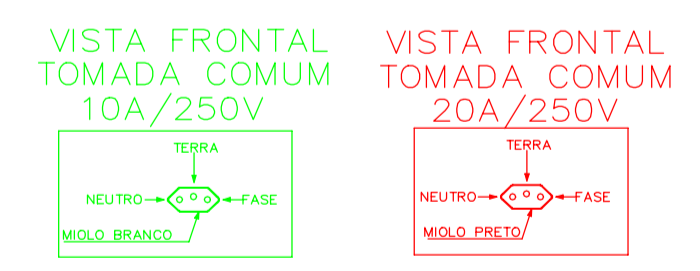 VISTA FRONTAL
TOMADA COMUM
10A/250V
TERRA
NEUTRO
FASE
MIOLO BRANCO
VISTA FRONTAL
TOMADA COMUM
20A/250V
TERRA
NEUTRO
FASE
MIOLO PRETO